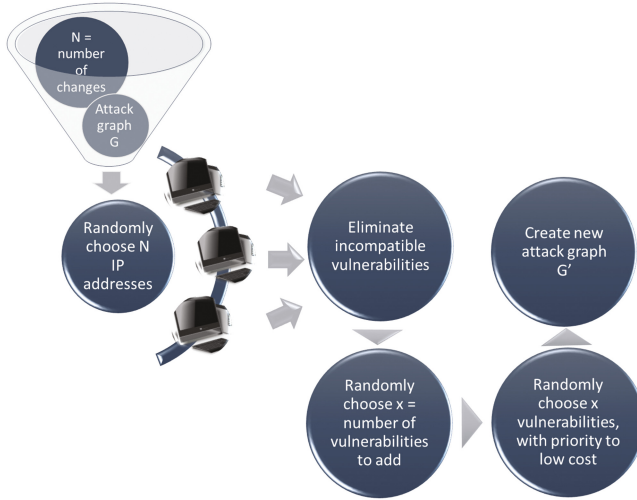 N =
number
of
changes
Attack
graph
G
Randomly
choose N
IP
addresses
Eliminate
incompatible
vulnerabilities
Randomly
choose x =
number of
vulnerabilities
to add
Randomly
choose x
vulnerabilities,
with priority to
low cost
Create new
attack graph
G’